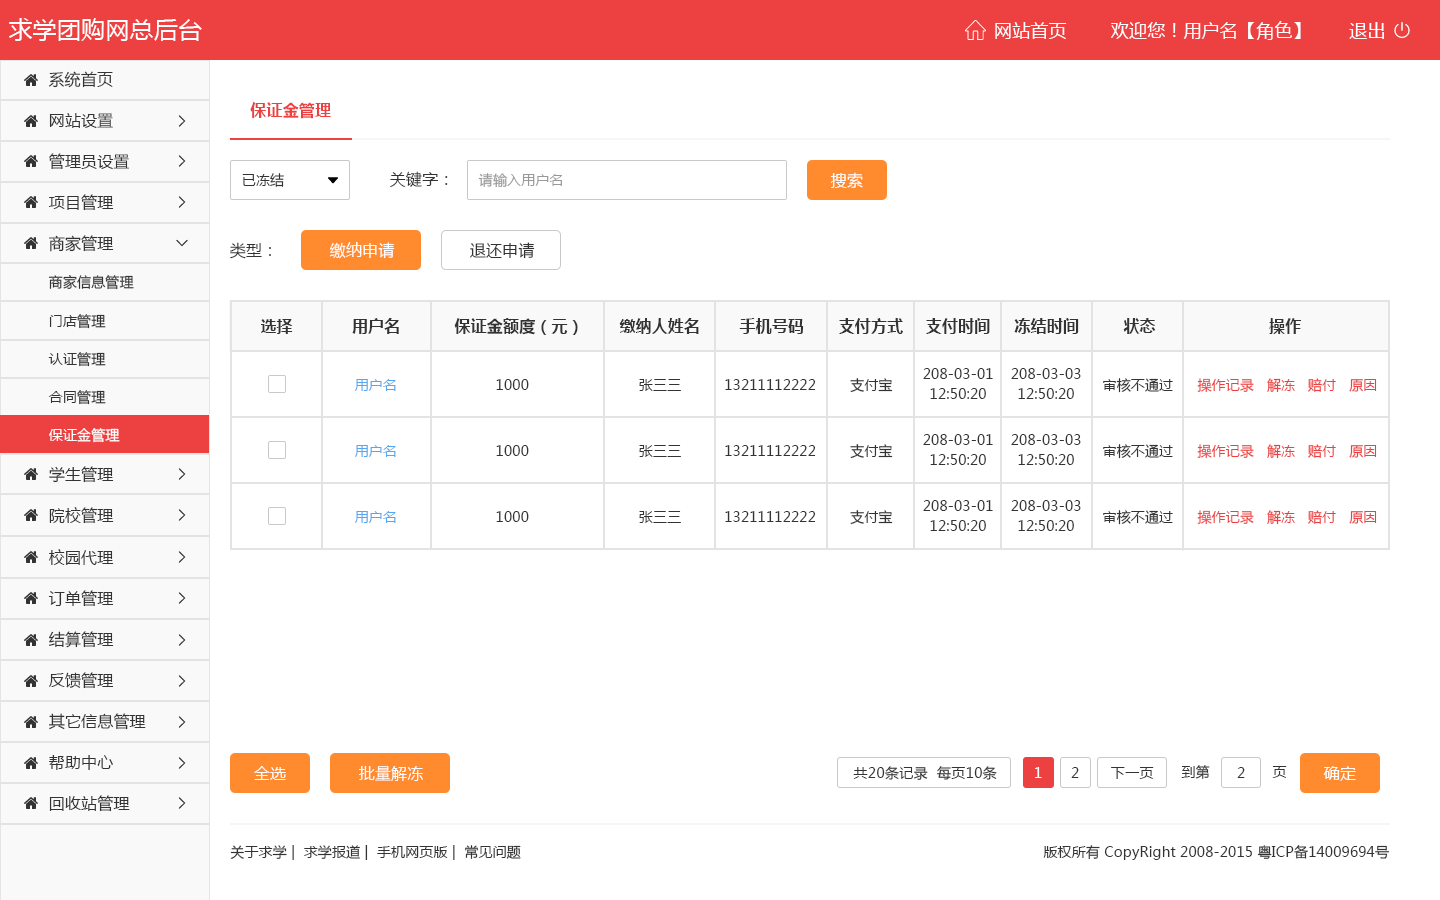 求学团购网总后台
网站首页 欢迎您！用户名【角色】 退出
系统首页
网站设置
管理员设置
项目管理
商家管理
商家信息管理
门店管理
认证管理
合同管理
保证金管理
学生管理
院校管理
校园代理
订单管理
结算管理
反馈管理
其它信息管理
帮助中心
回收站管理
保证金管理
已冻结 关键字： 请输入用户名 搜索
类型： 缴纳申请 退还申请
选择 用户名 保证金额度（元） 缴纳人姓名 手机号码 支付方式 支付时间 冻结时间 状态 操作
用户名 1000 张三三 13211112222 支付宝 208-03-01 12:50:20 208-03-03 12:50:20 审核不通过 操作记录 解冻 赔付 原因
用户名 1000 张三三 13211112222 支付宝 208-03-01 12:50:20 208-03-03 12:50:20 审核不通过 操作记录 解冻 赔付 原因
用户名 1000 张三三 13211112222 支付宝 208-03-01 12:50:20 208-03-03 12:50:20 审核不通过 操作记录 解冻 赔付 原因
全选 批量解冻 共20条记录 每页10条 1 2 下一页 到第 2 页 确定
关于求学 | 求学报道 | 手机网页版 | 常见问题
版权所有 CopyRight 2008-2015 粤ICP备14009694号